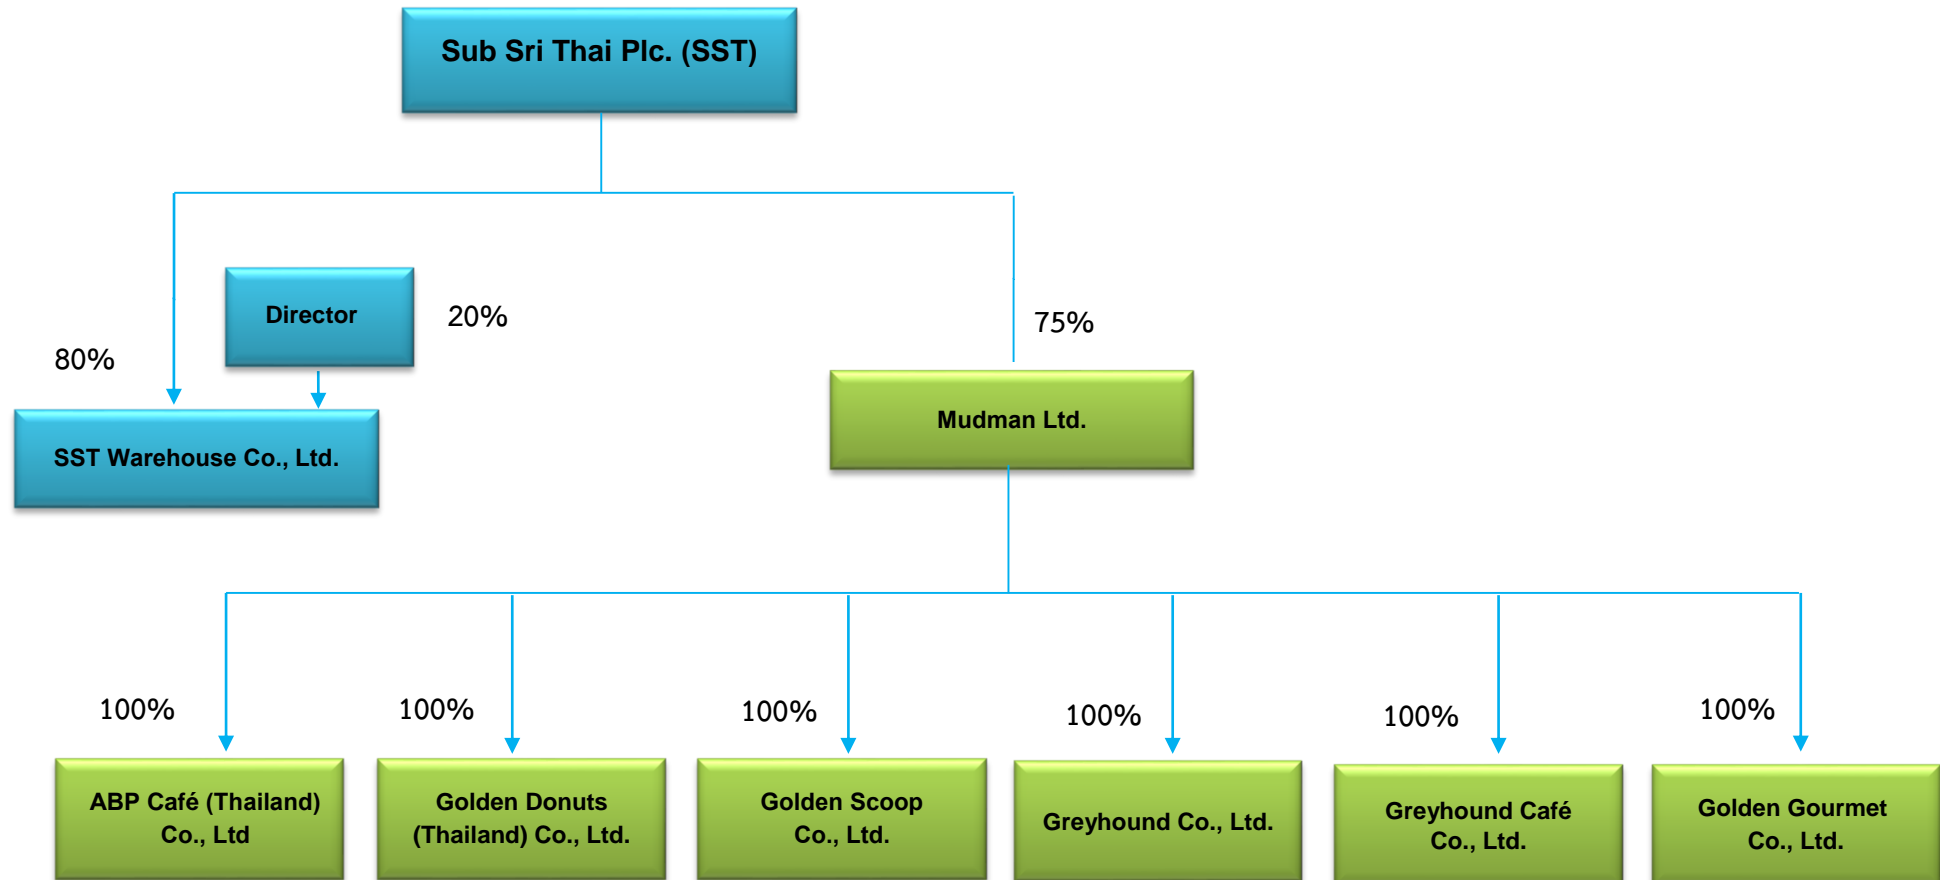 Sub Sri Thai Plc. (SST)
Director
20%
75%
80%
Mudman Ltd.
SST Warehouse Co., Ltd.
100%
100%
100%
100%
100%
100%
ABP Café (Thailand)
Co., Ltd
Golden Donuts
(Thailand) Co., Ltd.
Golden Scoop
Co., Ltd.
Greyhound Co., Ltd.
Greyhound Café
Co., Ltd.
Golden Gourmet
Co., Ltd.